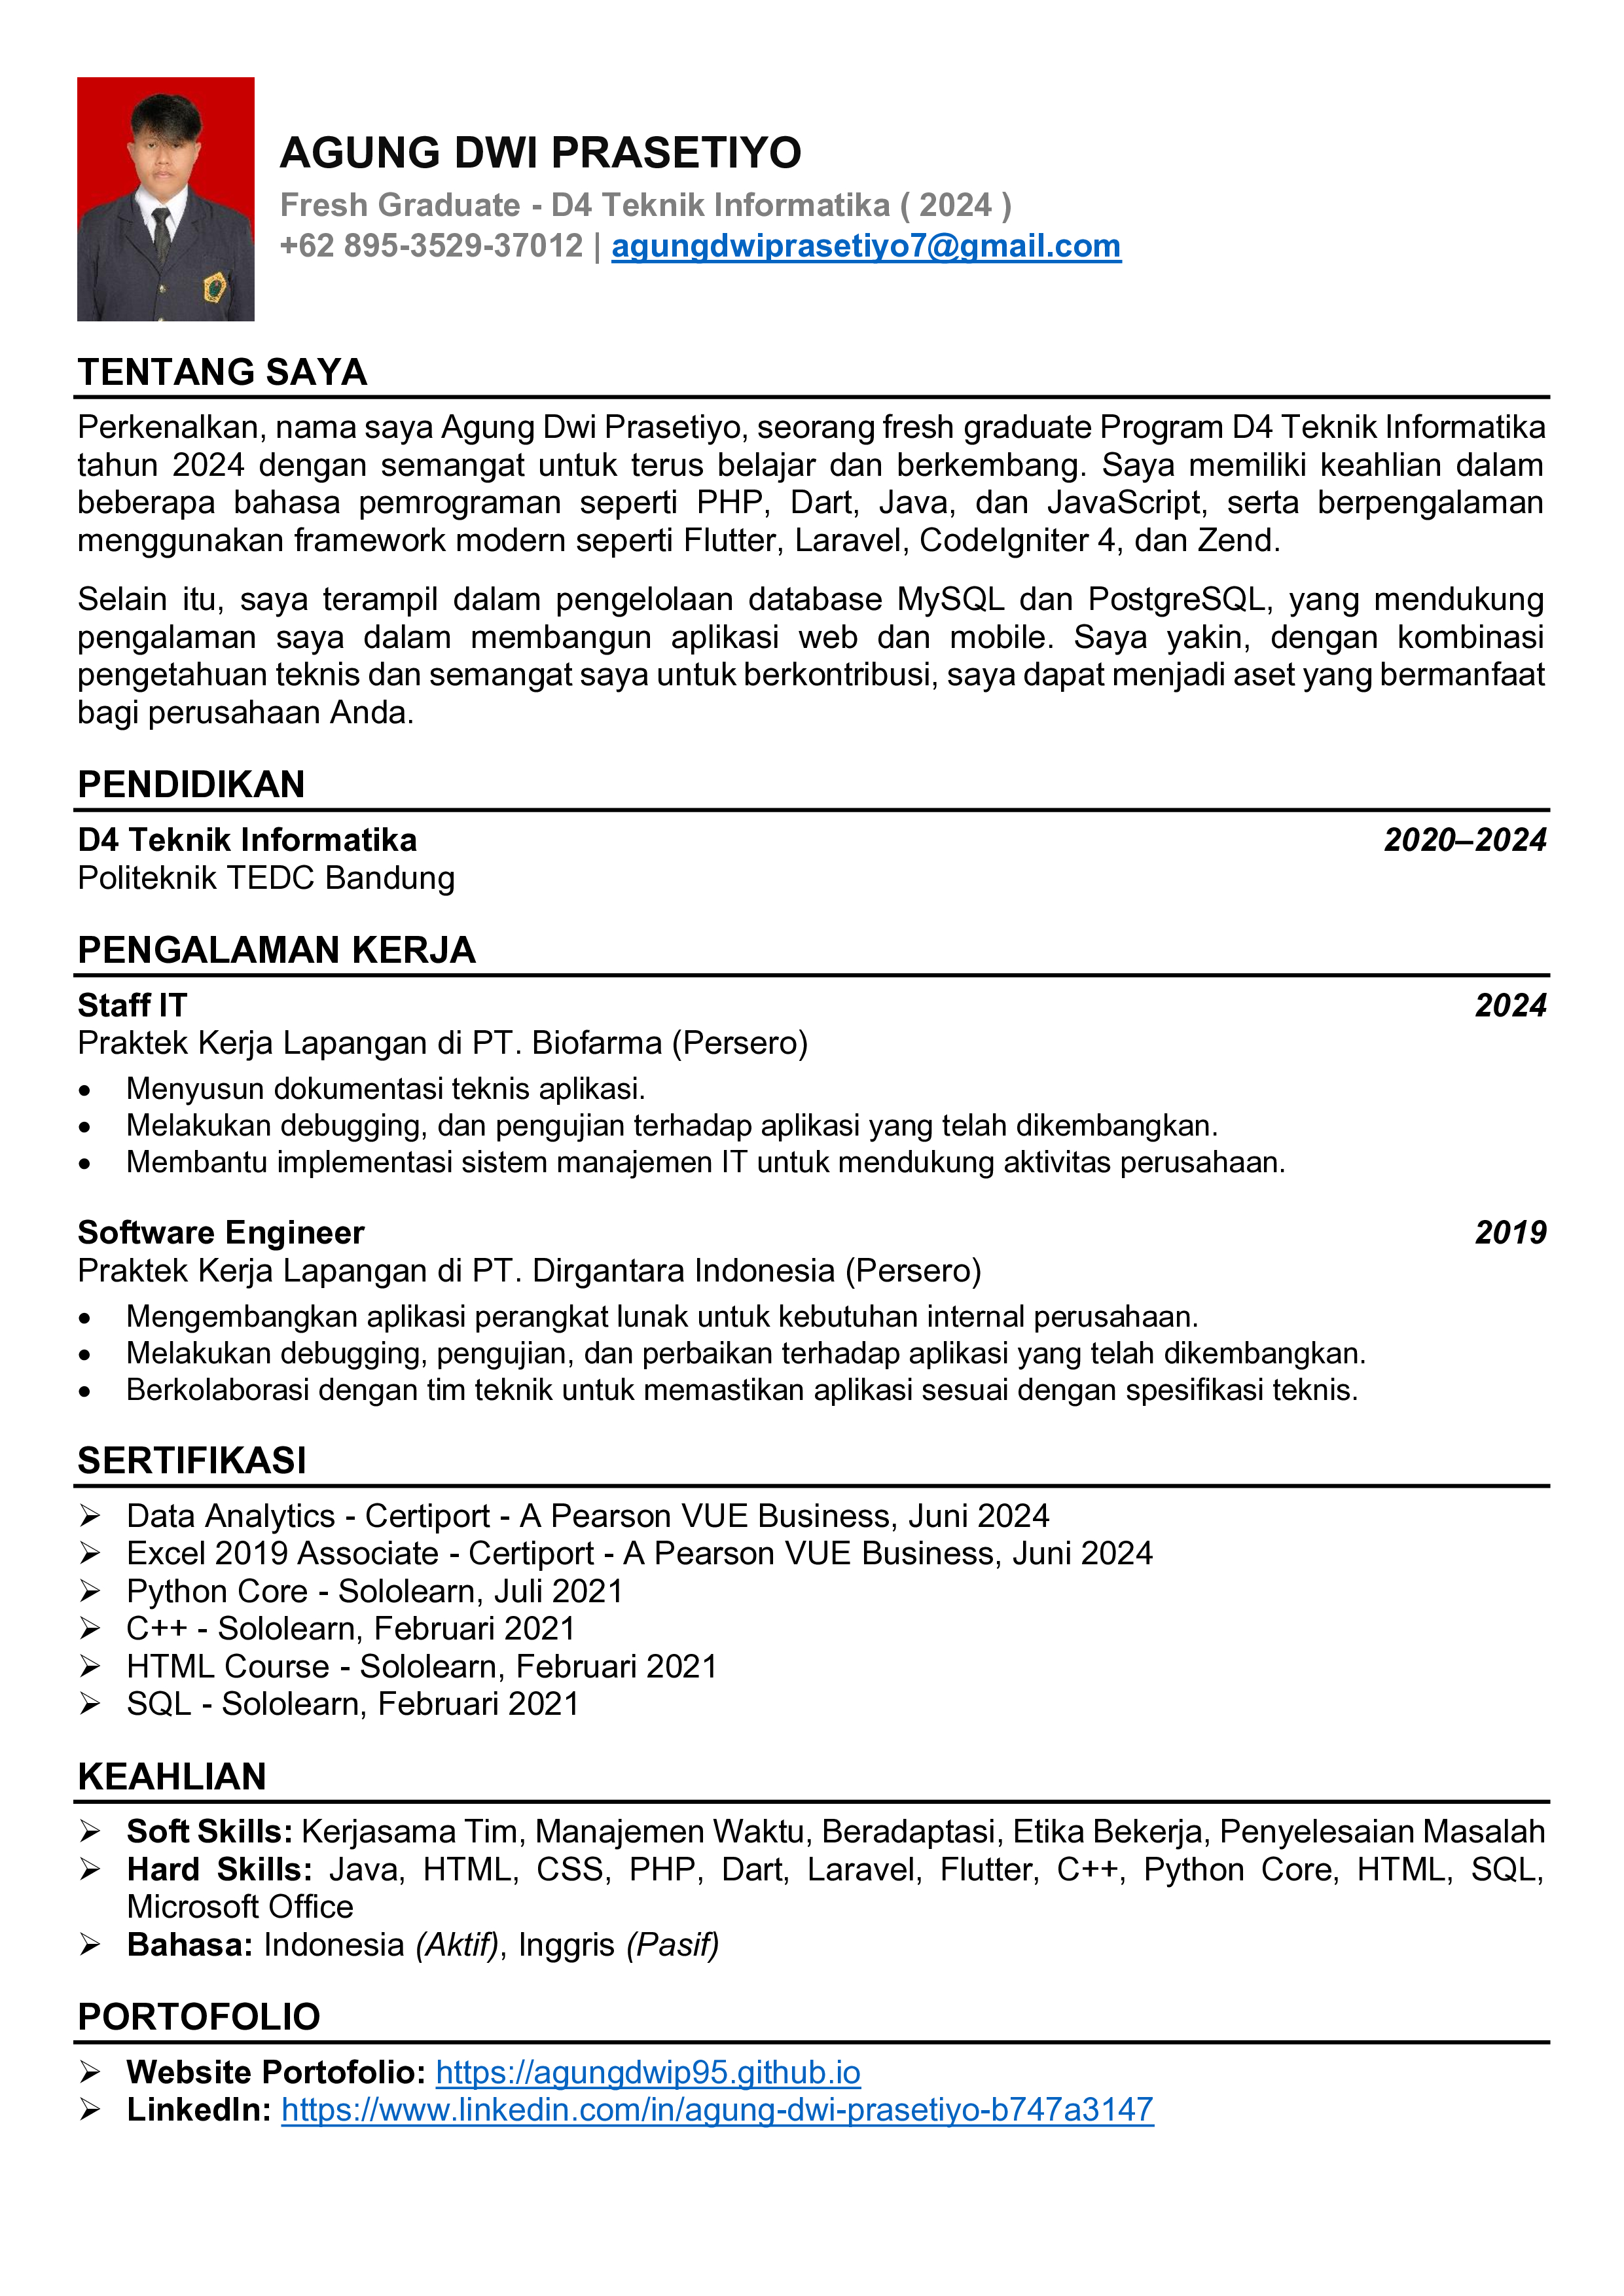 AGUNG DWI PRASETIYO
Fresh Graduate - D4 Teknik Informatika ( 2024 )
+62 895-3529-37012 | agungdwiprasetiyo7@gmail.com
TENTANG SAYA
Perkenalkan, nama saya Agung Dwi Prasetiyo, seorang fresh graduate Program D4 Teknik Informatika
tahun 2024 dengan semangat untuk terus belajar dan berkembang. Saya memiliki keahlian dalam
beberapa bahasa pemrograman seperti PHP, Dart, Java, dan JavaScript, serta berpengalaman
menggunakan framework modern seperti Flutter, Laravel, CodeIgniter 4, dan Zend.
Selain itu, saya terampil dalam pengelolaan database MySQL dan PostgreSQL, yang mendukung
pengalaman saya dalam membangun aplikasi web dan mobile. Saya yakin, dengan kombinasi
pengetahuan teknis dan semangat saya untuk berkontribusi, saya dapat menjadi aset yang bermanfaat
bagi perusahaan Anda.
PENDIDIKAN
D4 Teknik Informatika 2020–2024
Politeknik TEDC Bandung
PENGALAMAN KERJA
Staff IT 2024
Praktek Kerja Lapangan di PT. Biofarma (Persero)
• Menyusun dokumentasi teknis aplikasi.
• Melakukan debugging, dan pengujian terhadap aplikasi yang telah dikembangkan.
• Membantu implementasi sistem manajemen IT untuk mendukung aktivitas perusahaan.
Software Engineer 2019
Praktek Kerja Lapangan di PT. Dirgantara Indonesia (Persero)
• Mengembangkan aplikasi perangkat lunak untuk kebutuhan internal perusahaan.
• Melakukan debugging, pengujian, dan perbaikan terhadap aplikasi yang telah dikembangkan.
• Berkolaborasi dengan tim teknik untuk memastikan aplikasi sesuai dengan spesifikasi teknis.
SERTIFIKASI
➢ Data Analytics - Certiport - A Pearson VUE Business, Juni 2024
➢ Excel 2019 Associate - Certiport - A Pearson VUE Business, Juni 2024
➢ Python Core - Sololearn, Juli 2021
➢ C++ - Sololearn, Februari 2021
➢ HTML Course - Sololearn, Februari 2021
➢ SQL - Sololearn, Februari 2021
KEAHLIAN
➢ Soft Skills: Kerjasama Tim, Manajemen Waktu, Beradaptasi, Etika Bekerja, Penyelesaian Masalah
➢ Hard Skills: Java, HTML, CSS, PHP, Dart, Laravel, Flutter, C++, Python Core, HTML, SQL,
Microsoft Office
➢ Bahasa: Indonesia (Aktif), Inggris (Pasif)
PORTOFOLIO
➢ Website Portofolio: https://agungdwip95.github.io
➢ LinkedIn: https://www.linkedin.com/in/agung-dwi-prasetiyo-b747a3147